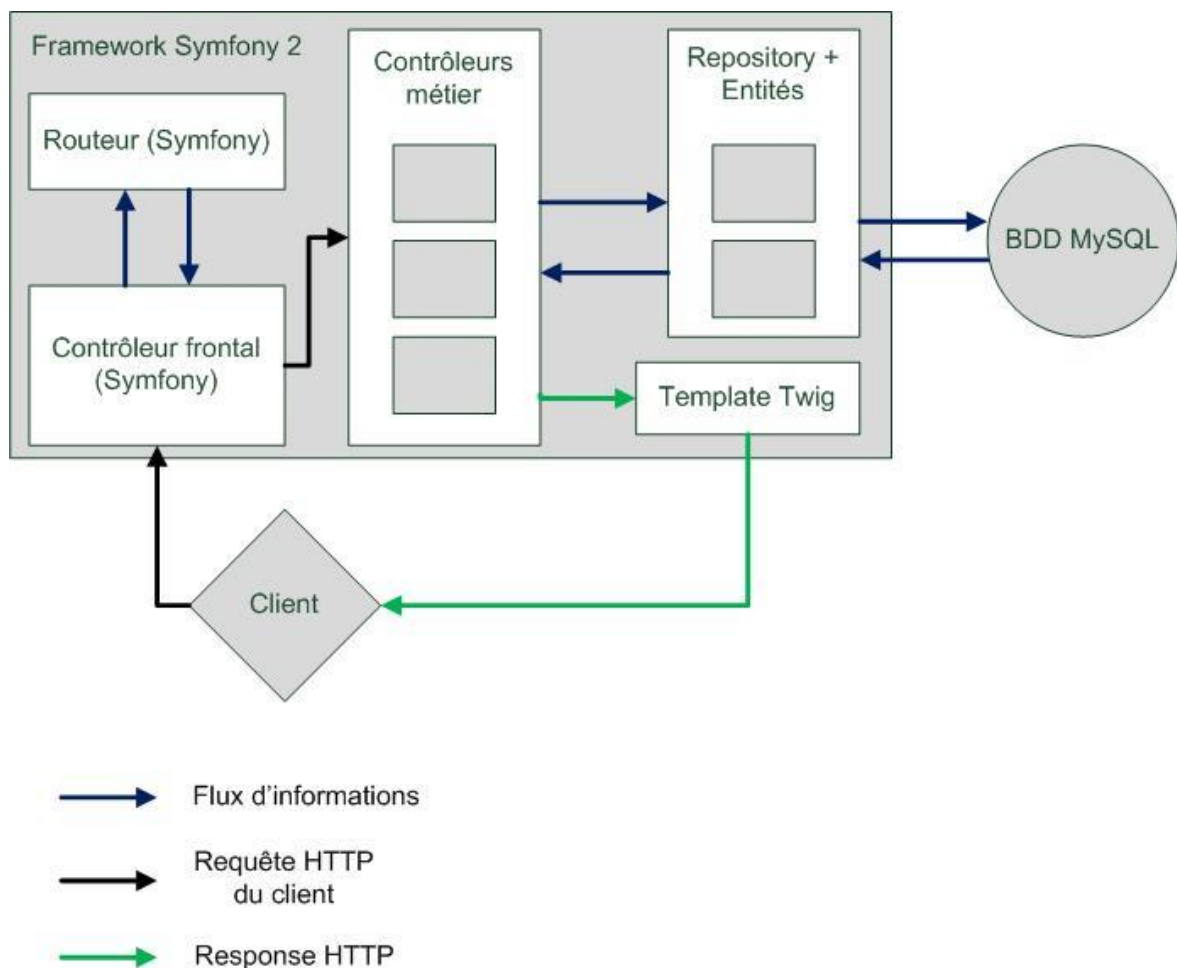 Framework Symfony 2
Contrôleurs
métier
Repository +
Entités
Routeur (Symfony)
BDD MySQL
Contrôleur frontal
(Symfony)
Template Twig
Client
Flux d'informations
Requête HTTP
du client
Response HTTP